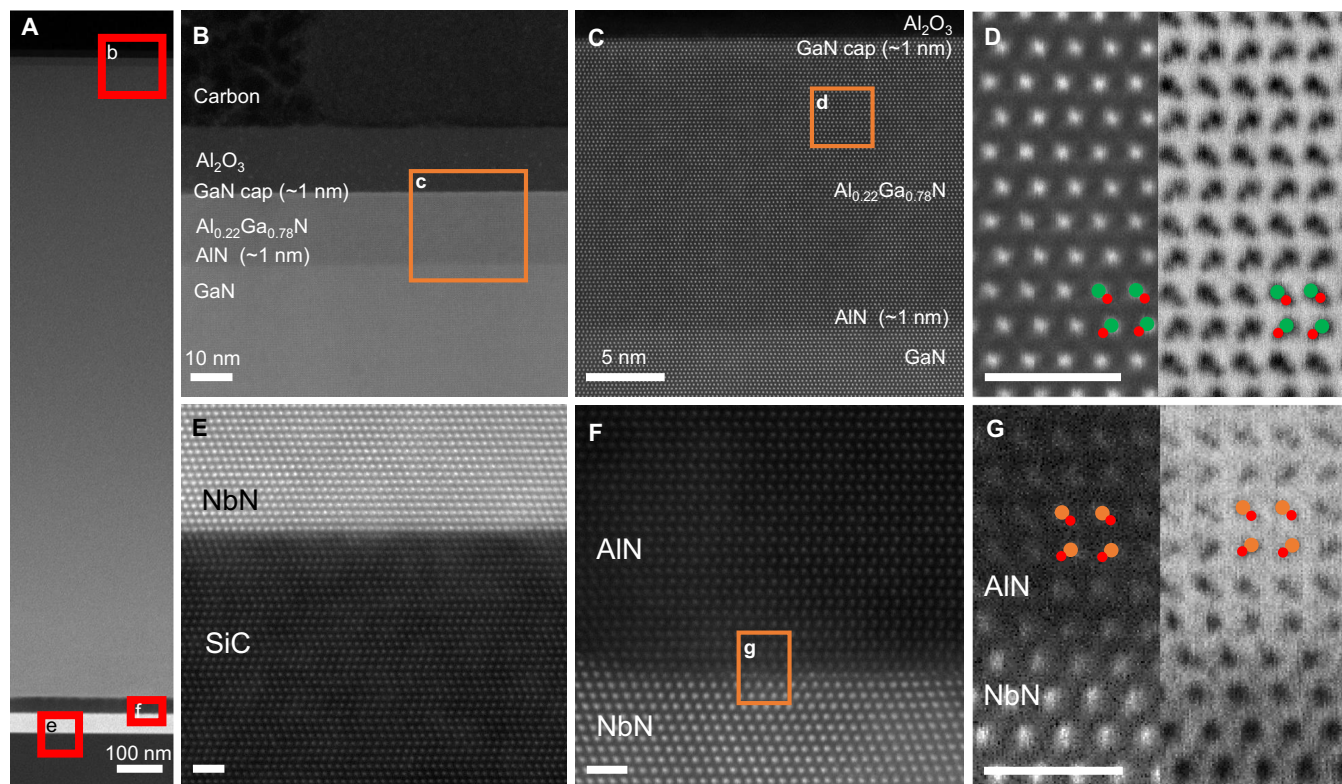 A
b
f
e
100 nm
B
Carbon
Al₂O₃
GaN cap (~1 nm)
c
Al₀.₂₂Ga₀.₇₈N
AlN (~1 nm)
GaN
10 nm
C
Al₂O₃
GaN cap (~1 nm)
d
Al₀.₂₂Ga₀.₇₈N
AlN (~1 nm)
GaN
5 nm
D
E
NbN
SiC
F
AlN
g
NbN
G
AlN
NbN